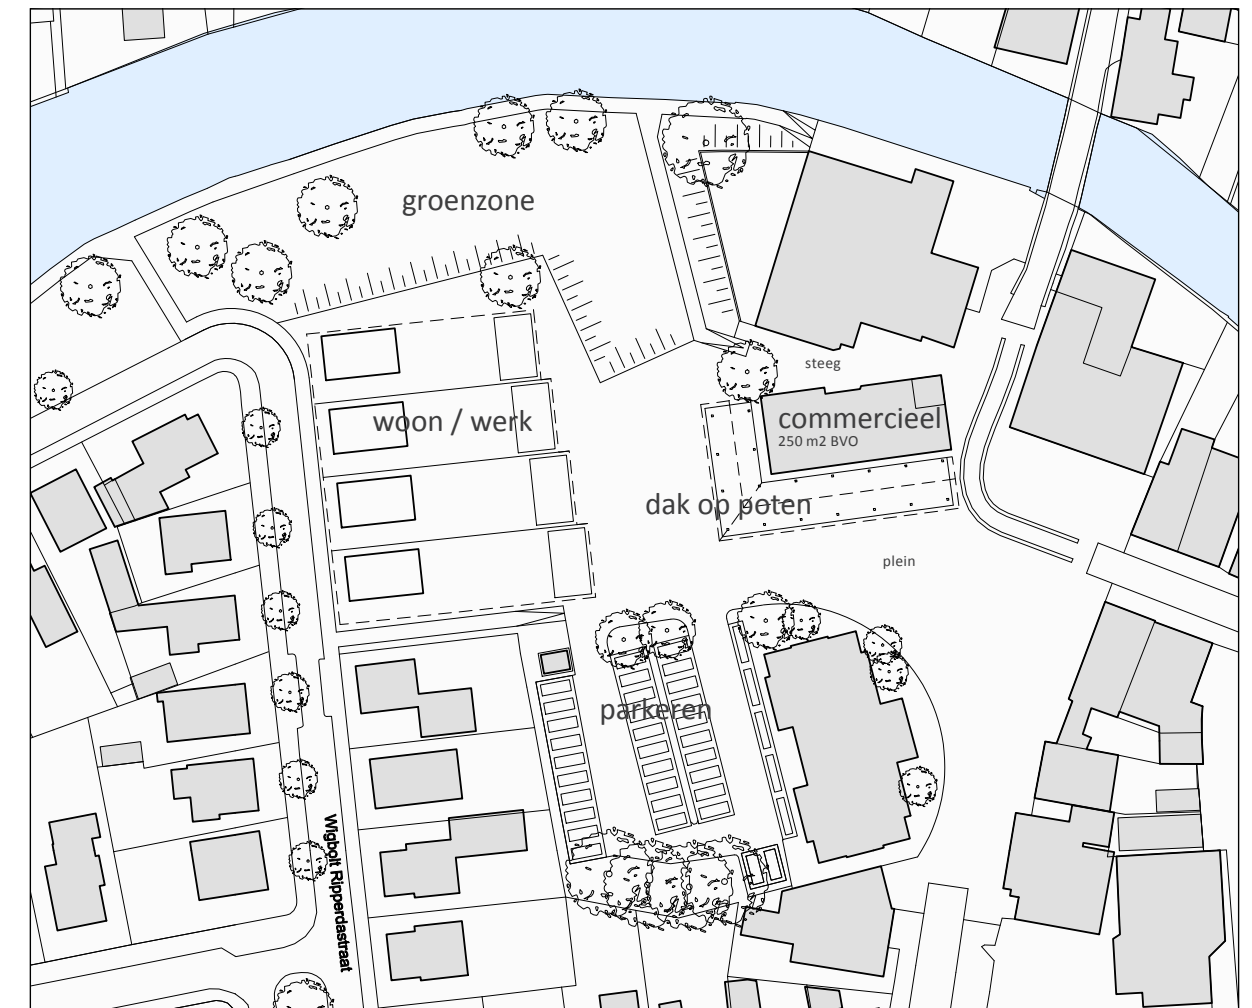 groenzone
steeg
woon / werk
commercieel
250 m2 BVO
dak op poten
plein
parkeren
Wigbolt Ripperdastraat